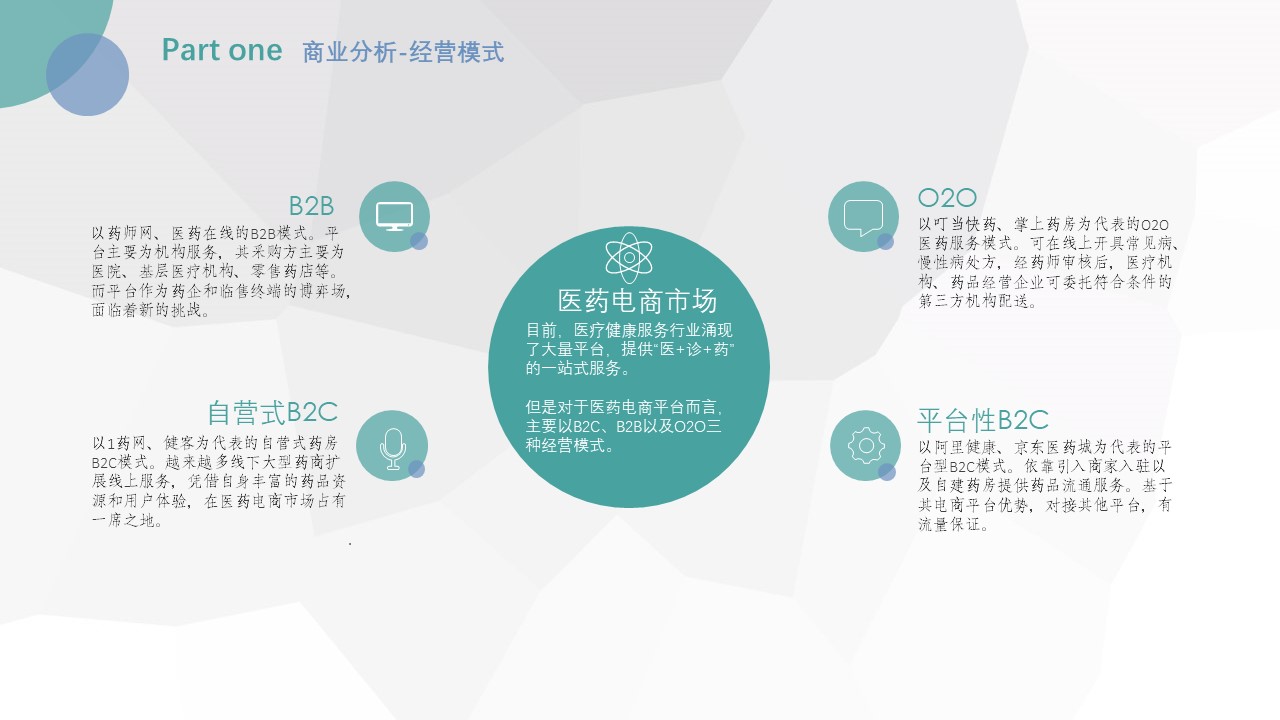 Part one 商业分析-经营模式
B2B
以药师网、医药在线的B2B模式。平
台主要为机构服务，其采购方主要为
医院、基层医疗机构、零售药店等。
而平台作为药企和临售终端的博弈场，
面临着新的挑战。
自营式B2C
以1药网、健客为代表的自营式药房
B2C模式。越来越多线下大型药商扩
展线上服务，凭借自身丰富的药品资
源和用户体验，在医药电商市场占有
一席之地。
.
医药电商市场
目前，医疗健康服务行业涌现
了大量平台，提供“医+诊+药”
的一站式服务。
但是对于医药电商平台而言，
主要以B2C、B2B以及O2O三
种经营模式。
O2O
以叮当快药、掌上药房为代表的O2O
医药服务模式。可在线上开具常见病、
慢性病处方，经药师审核后，医疗机
构、药品经营企业可委托符合条件的
第三方机构配送。
平台性B2C
以阿里健康、京东医药城为代表的平
台型B2C模式。依靠引入商家入驻以
及自建药房提供药品流通服务。基于
其电商平台优势，对接其他平台，有
流量保证。